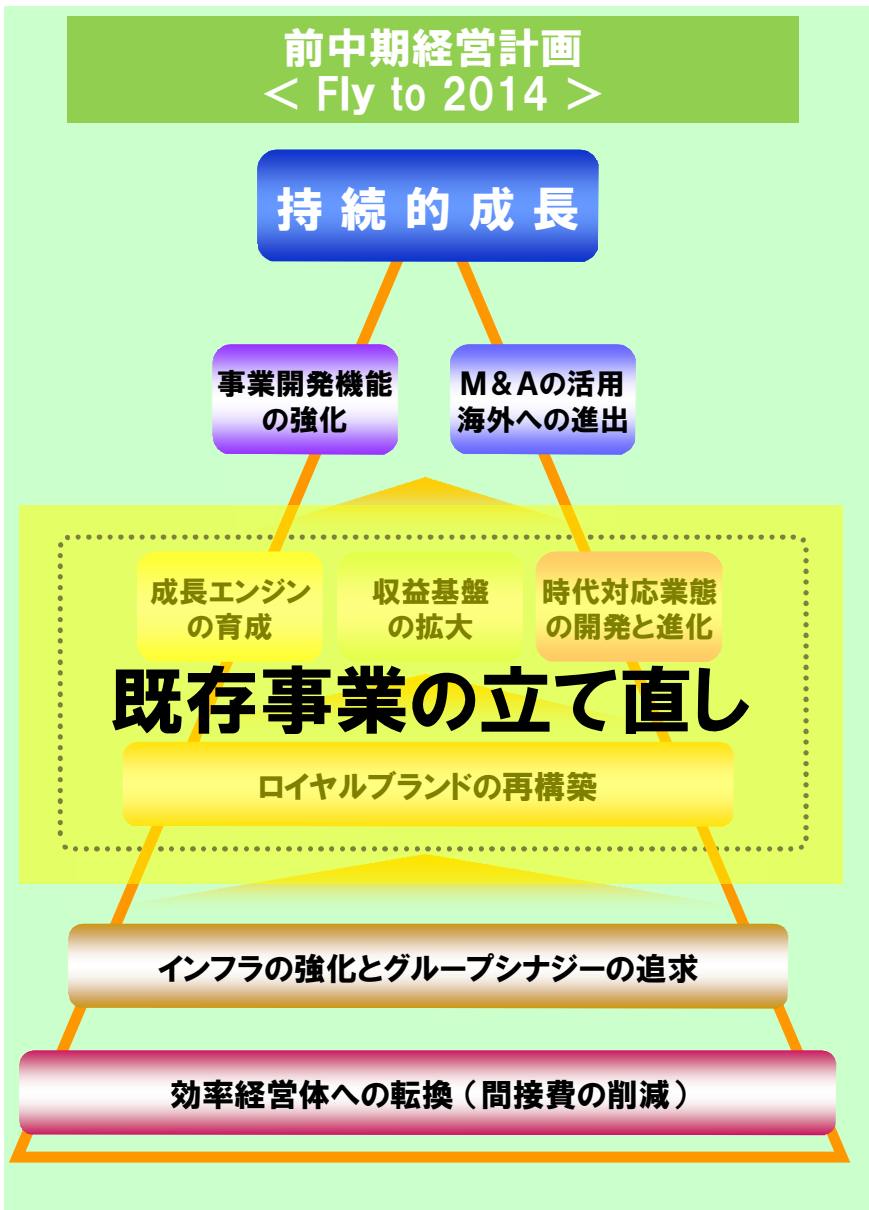 前中期経営計画
＜ Fly to 2014 ＞
持続的成長
事業開発機能
の強化
M＆Aの活用
海外への進出
成長エンジン
の育成
収益基盤
の拡大
時代対応業態
の開発と進化
既存事業の立て直し
ロイヤルブランドの再構築
インフラの強化とグループシナジーの追求
効率経営体への転換（間接費の削減）